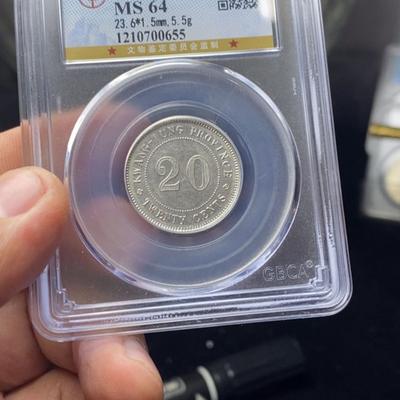 MS 64
23.6*1.5mm,5.5g
1210700655
★ 文物鉴定委员会监制 ★
KWANG-TUNG PROVINCE
20
TWENTY CENTS
GBCA®